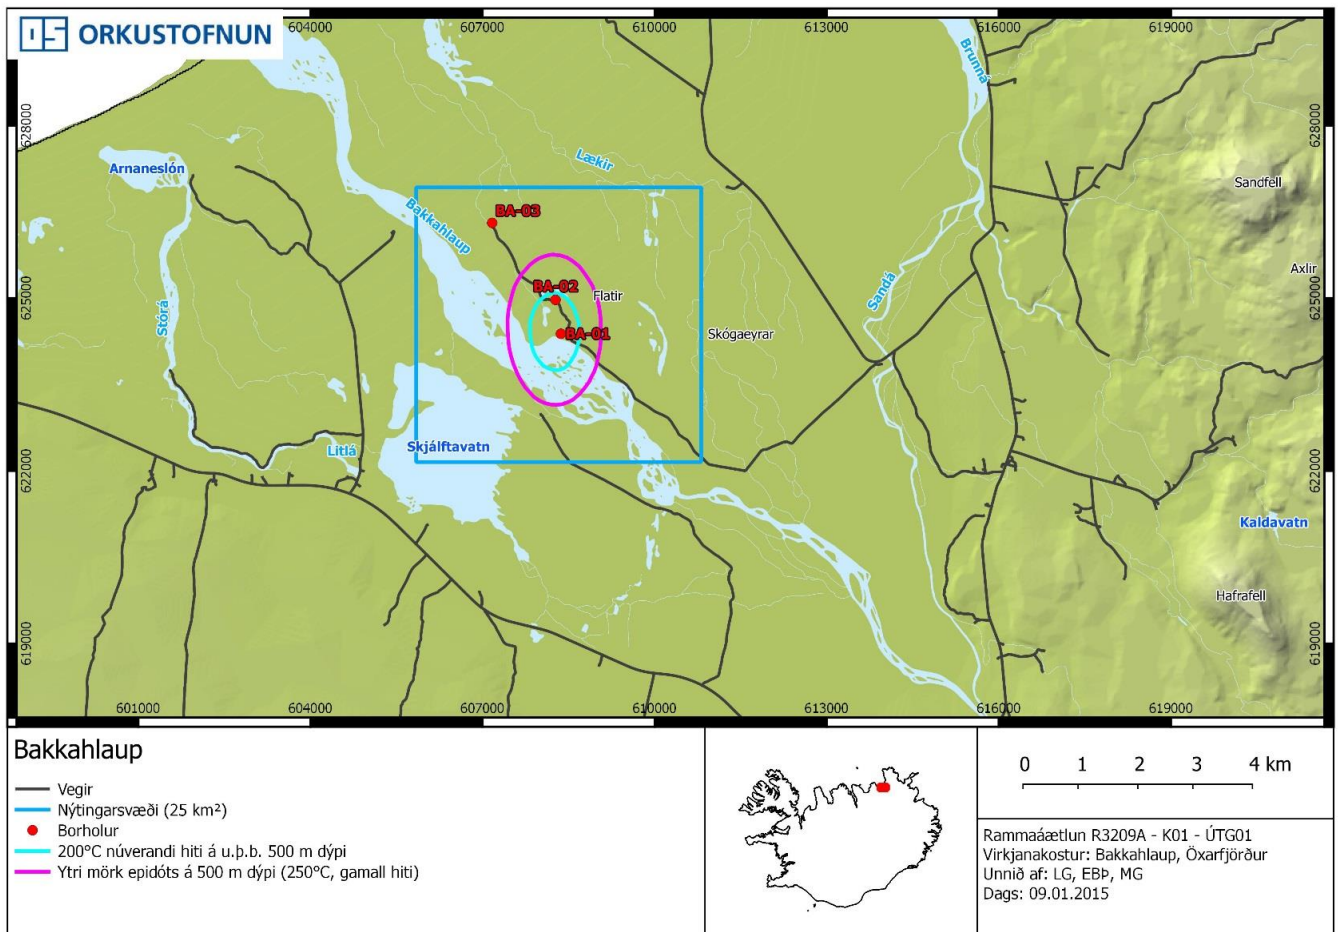 ORKUSTOFNUN
604000
607000
610000
613000
616000
619000
628000
628000
Brunná
Lækir
Arnaneslón
Sandfell
BA-03
Bakkahlaup
Axlir
BA-02
Flatir
625000
625000
Sandá
Stórá
BA-01
Skógaeyrar
Skjálftavatn
Litlá
622000
622000
Kaldavatn
Hafrafell
619000
619000
601000
604000
607000
610000
613000
616000
619000
Bakkahlaup
Vegir
Nýtingarsvæði (25 km²)
Borholur
200°C núverandi hiti á u.þ.b. 500 m dýpi
Ytri mörk epidóts á 500 m dýpi (250°C, gamall hiti)
0 1 2 3 4 km
Rammaáætlun R3209A - K01 - ÚTG01
Virkjanakostur: Bakkahlaup, Öxarfjörður
Unnið af: LG, EBÞ, MG
Dags: 09.01.2015